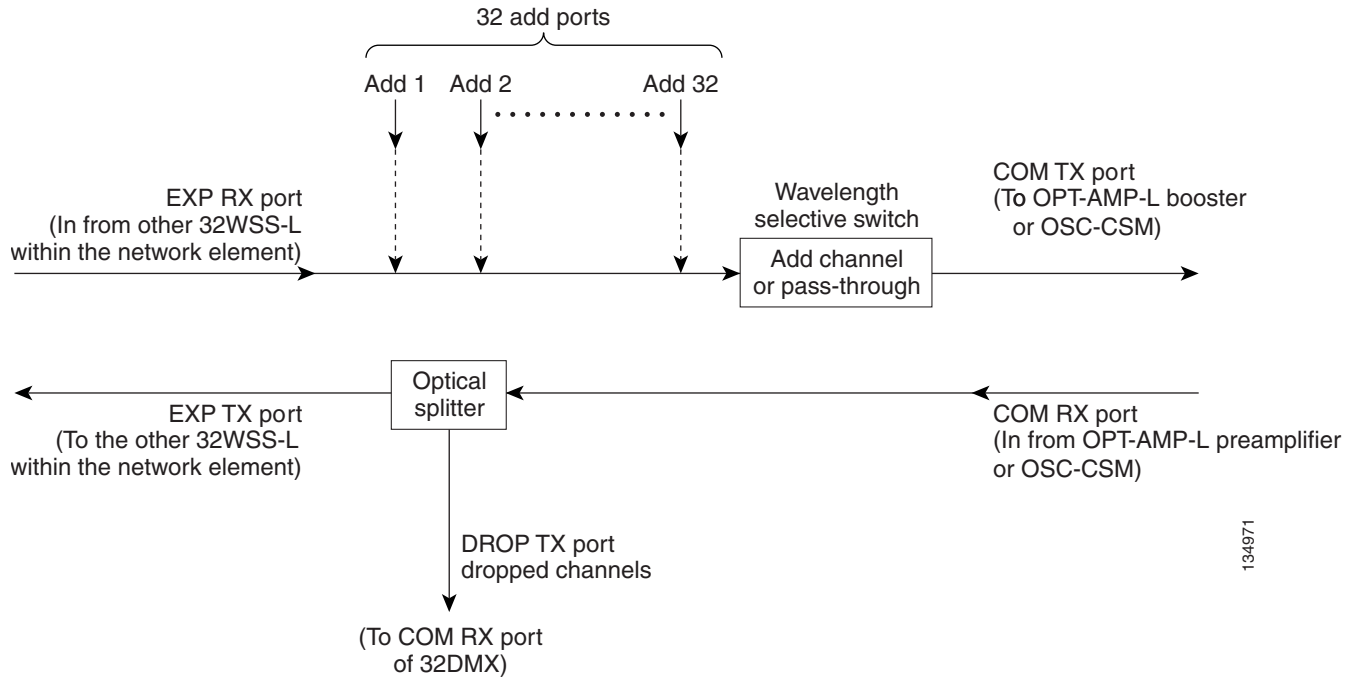 32 add ports
Add 1
Add 2
Add 32
EXP RX port
(In from other 32WSS-L
within the network element)
Wavelength
selective switch
Add channel
or pass-through
COM TX port
(To OPT-AMP-L booster
or OSC-CSM)
Optical
splitter
EXP TX port
(To the other 32WSS-L
within the network element)
COM RX port
(In from OPT-AMP-L preamplifier
or OSC-CSM)
DROP TX port
dropped channels
(To COM RX port
of 32DMX)
134971